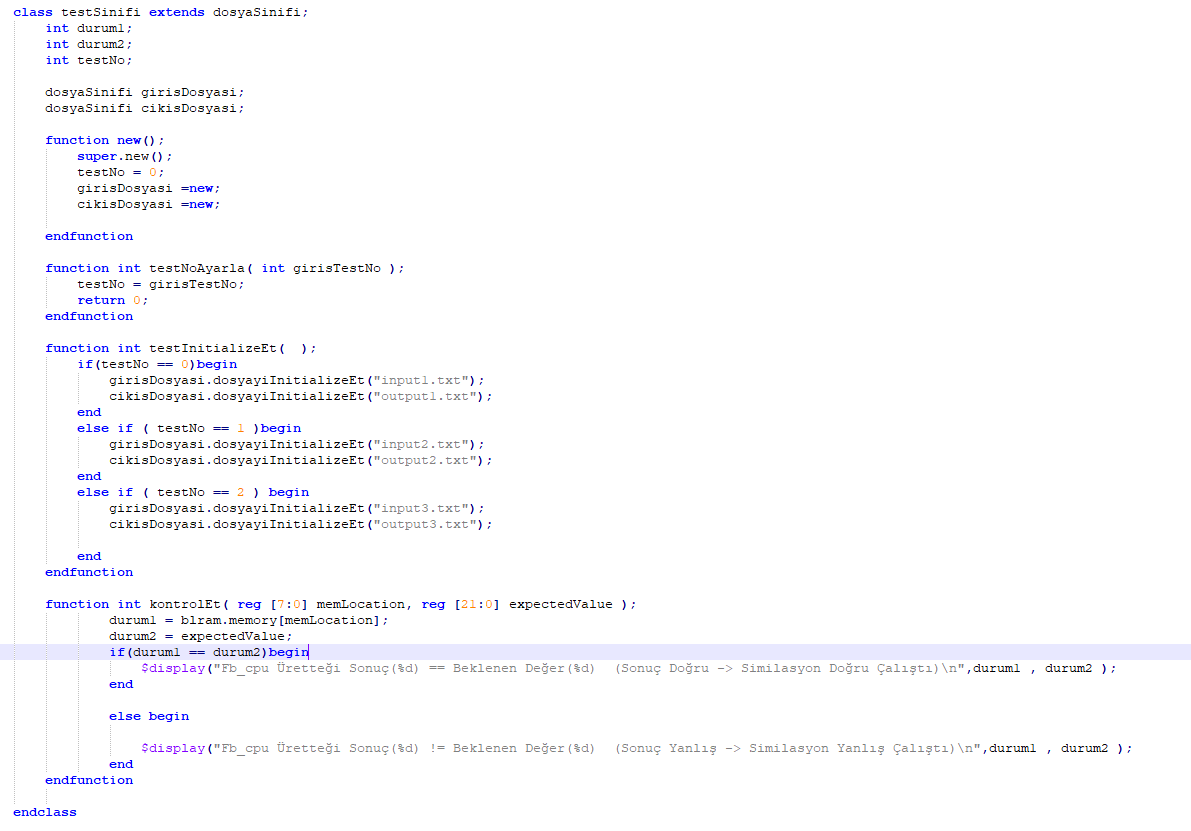 class testSinifi extends dosyaSinifi;
int durum1;
int durum2;
int testNo;
dosyaSinifi girisDosyasi;
dosyaSinifi cikisDosyasi;
function new();
super.new();
testNo = 0;
girisDosyasi =new;
cikisDosyasi =new;
endfunction
function int testNoAyarla( int girisTestNo );
testNo = girisTestNo;
return 0;
endfunction
function int testInitializeEt(  );
if(testNo == 0)begin
girisDosyasi.dosyayiInitializeEt("input1.txt");
cikisDosyasi.dosyayiInitializeEt("output1.txt");
end
else if ( testNo == 1 )begin
girisDosyasi.dosyayiInitializeEt("input2.txt");
cikisDosyasi.dosyayiInitializeEt("output2.txt");
end
else if ( testNo == 2 ) begin
girisDosyasi.dosyayiInitializeEt("input3.txt");
cikisDosyasi.dosyayiInitializeEt("output3.txt");
end
endfunction
function int kontrolEt( reg [7:0] memLocation, reg [21:0] expectedValue );
durum1 = blram.memory[memLocation];
durum2 = expectedValue;
if(durum1 == durum2)begin
$display("Fb_cpu Üretteği Sonuç(%d) == Beklenen Değer(%d)  (Sonuç Doğru -> Similasyon Doğru Çalıştı)\n",durum1 , durum2 );
end
else begin
$display("Fb_cpu Üretteği Sonuç(%d) != Beklenen Değer(%d)  (Sonuç Yanlış -> Similasyon Yanlış Çalıştı)\n",durum1 , durum2 );
end
endfunction
endclass